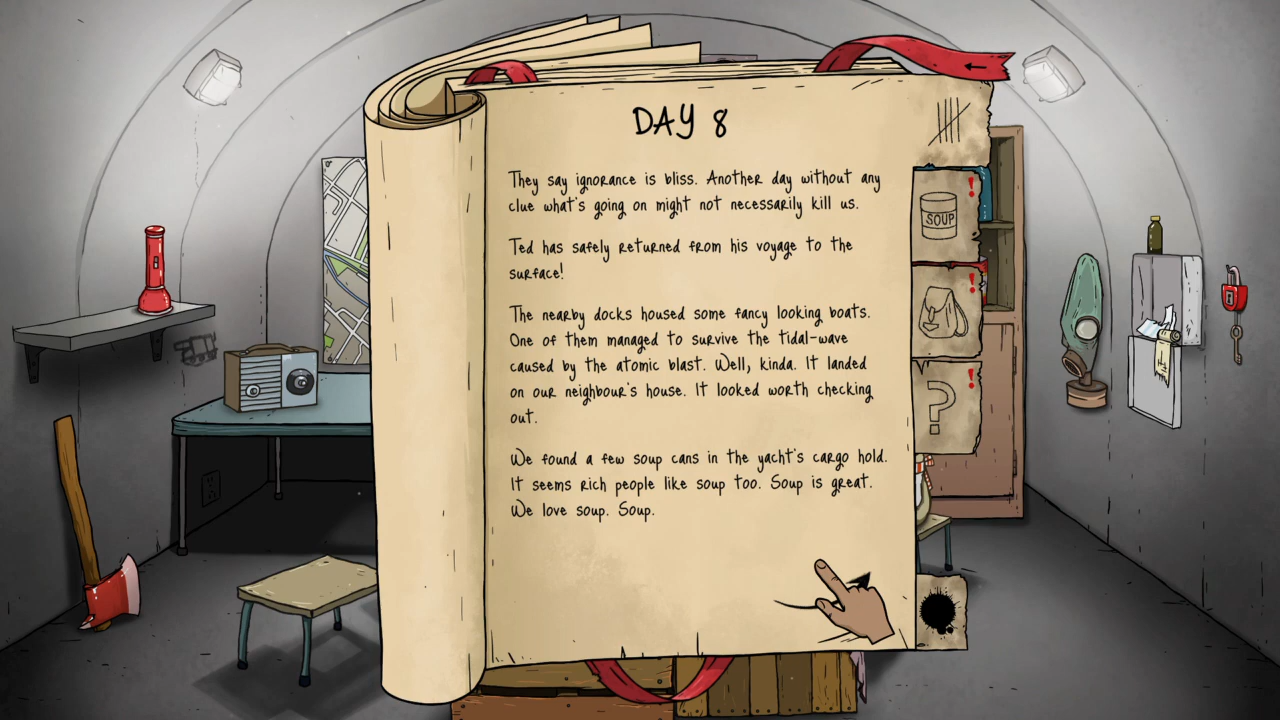 DAY 8
They say ignorance is bliss. Another day without any
clue what's going on might not necessarily kill us.
Ted has safely returned from his voyage to the
surface!
The nearby docks housed some fancy looking boats.
One of them managed to survive the tidal-wave
caused by the atomic blast. Well, kinda. It landed
on our neighbour's house. It looked worth checking
out.
We found a few soup cans in the yacht's cargo hold.
It seems rich people like soup too. Soup is great.
We love soup. Soup.
!
SOUP
!
!
?